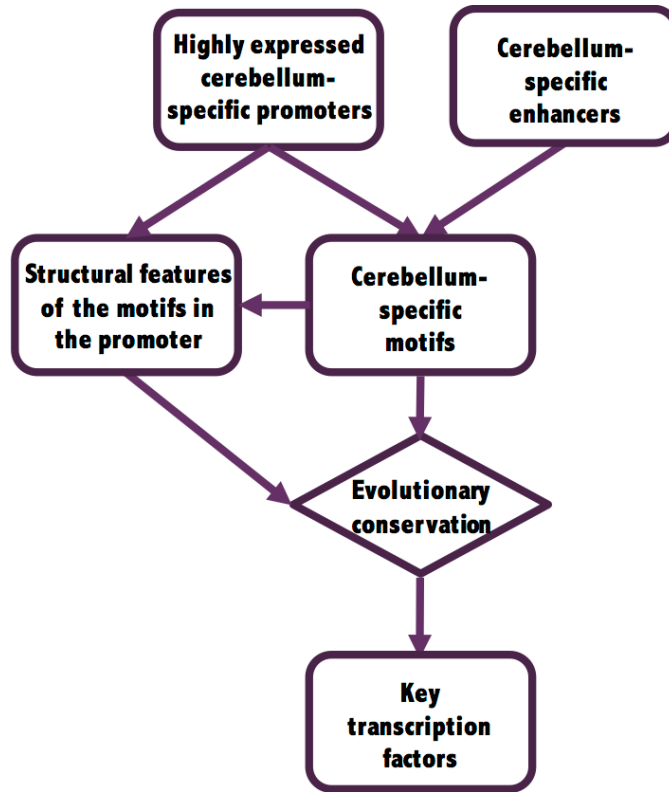 Highly expressed
cerebellum-
specific promoters
Cerebellum-
specific
enhancers
Structural features
of the motifs in
the promoter
Cerebellum-
specific
motifs
Evolutionary
conservation
Key
transcription
factors